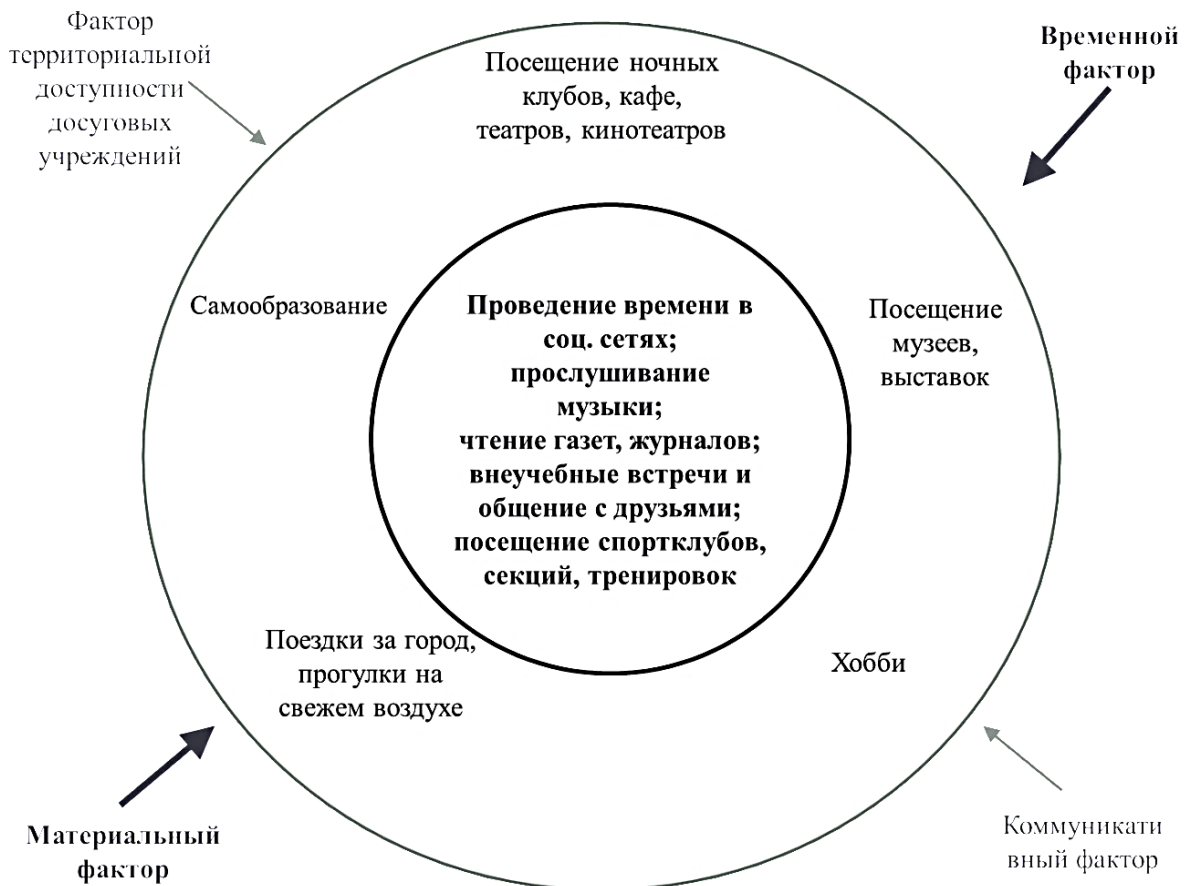 Фактор
территориальной
доступности
досуговых
учреждений
Посещение ночных
клубов, кафе,
театров, кинотеатров
Временной
фактор
Самообразование
Проведение времени в
соц. сетях;
прослушивание
музыки;
чтение газет, журналов;
внеучебные встречи и
общение с друзьями;
посещение спортклубов,
секций, тренировок
Посещение
музеев,
выставок
Поездки за город,
прогулки на
свежем воздухе
Хобби
Материальный
фактор
Коммуникати
вный фактор